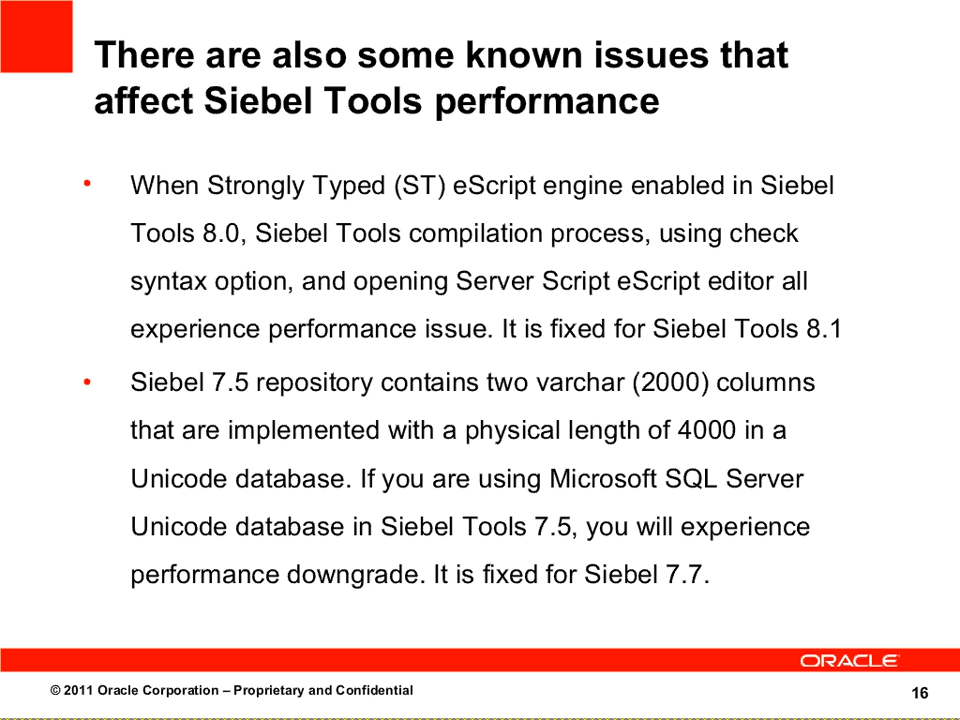 There are also some known issues that
affect Siebel Tools performance
• When Strongly Typed (ST) eScript engine enabled in Siebel
Tools 8.0, Siebel Tools compilation process, using check
syntax option, and opening Server Script eScript editor all
experience performance issue. It is fixed for Siebel Tools 8.1
• Siebel 7.5 repository contains two varchar (2000) columns
that are implemented with a physical length of 4000 in a
Unicode database. If you are using Microsoft SQL Server
Unicode database in Siebel Tools 7.5, you will experience
performance downgrade. It is fixed for Siebel 7.7.
ORACLE
© 2011 Oracle Corporation – Proprietary and Confidential
16